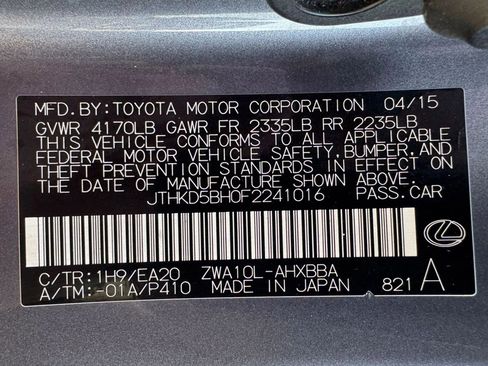 MFD.BY:TOYOTA MOTOR CORPORATION 04/15
GVWR 4170LB GAWR FR 2335LB RR 2235LB
THIS VEHICLE CONFORMS TO ALL APPLICABLE
FEDERAL MOTOR VEHICLE SAFETY,BUMPER,AND
THEFT PREVENTION STANDARDS IN EFFECT ON
THE DATE OF MANUFACTURE SHOWN ABOVE.
JTHKD5BH0F2241016 PASS.CAR
C/TR:1H9/EA20 ZWA10L-AHXBBA
A/TM:-01A/P410 MADE IN JAPAN 821 A